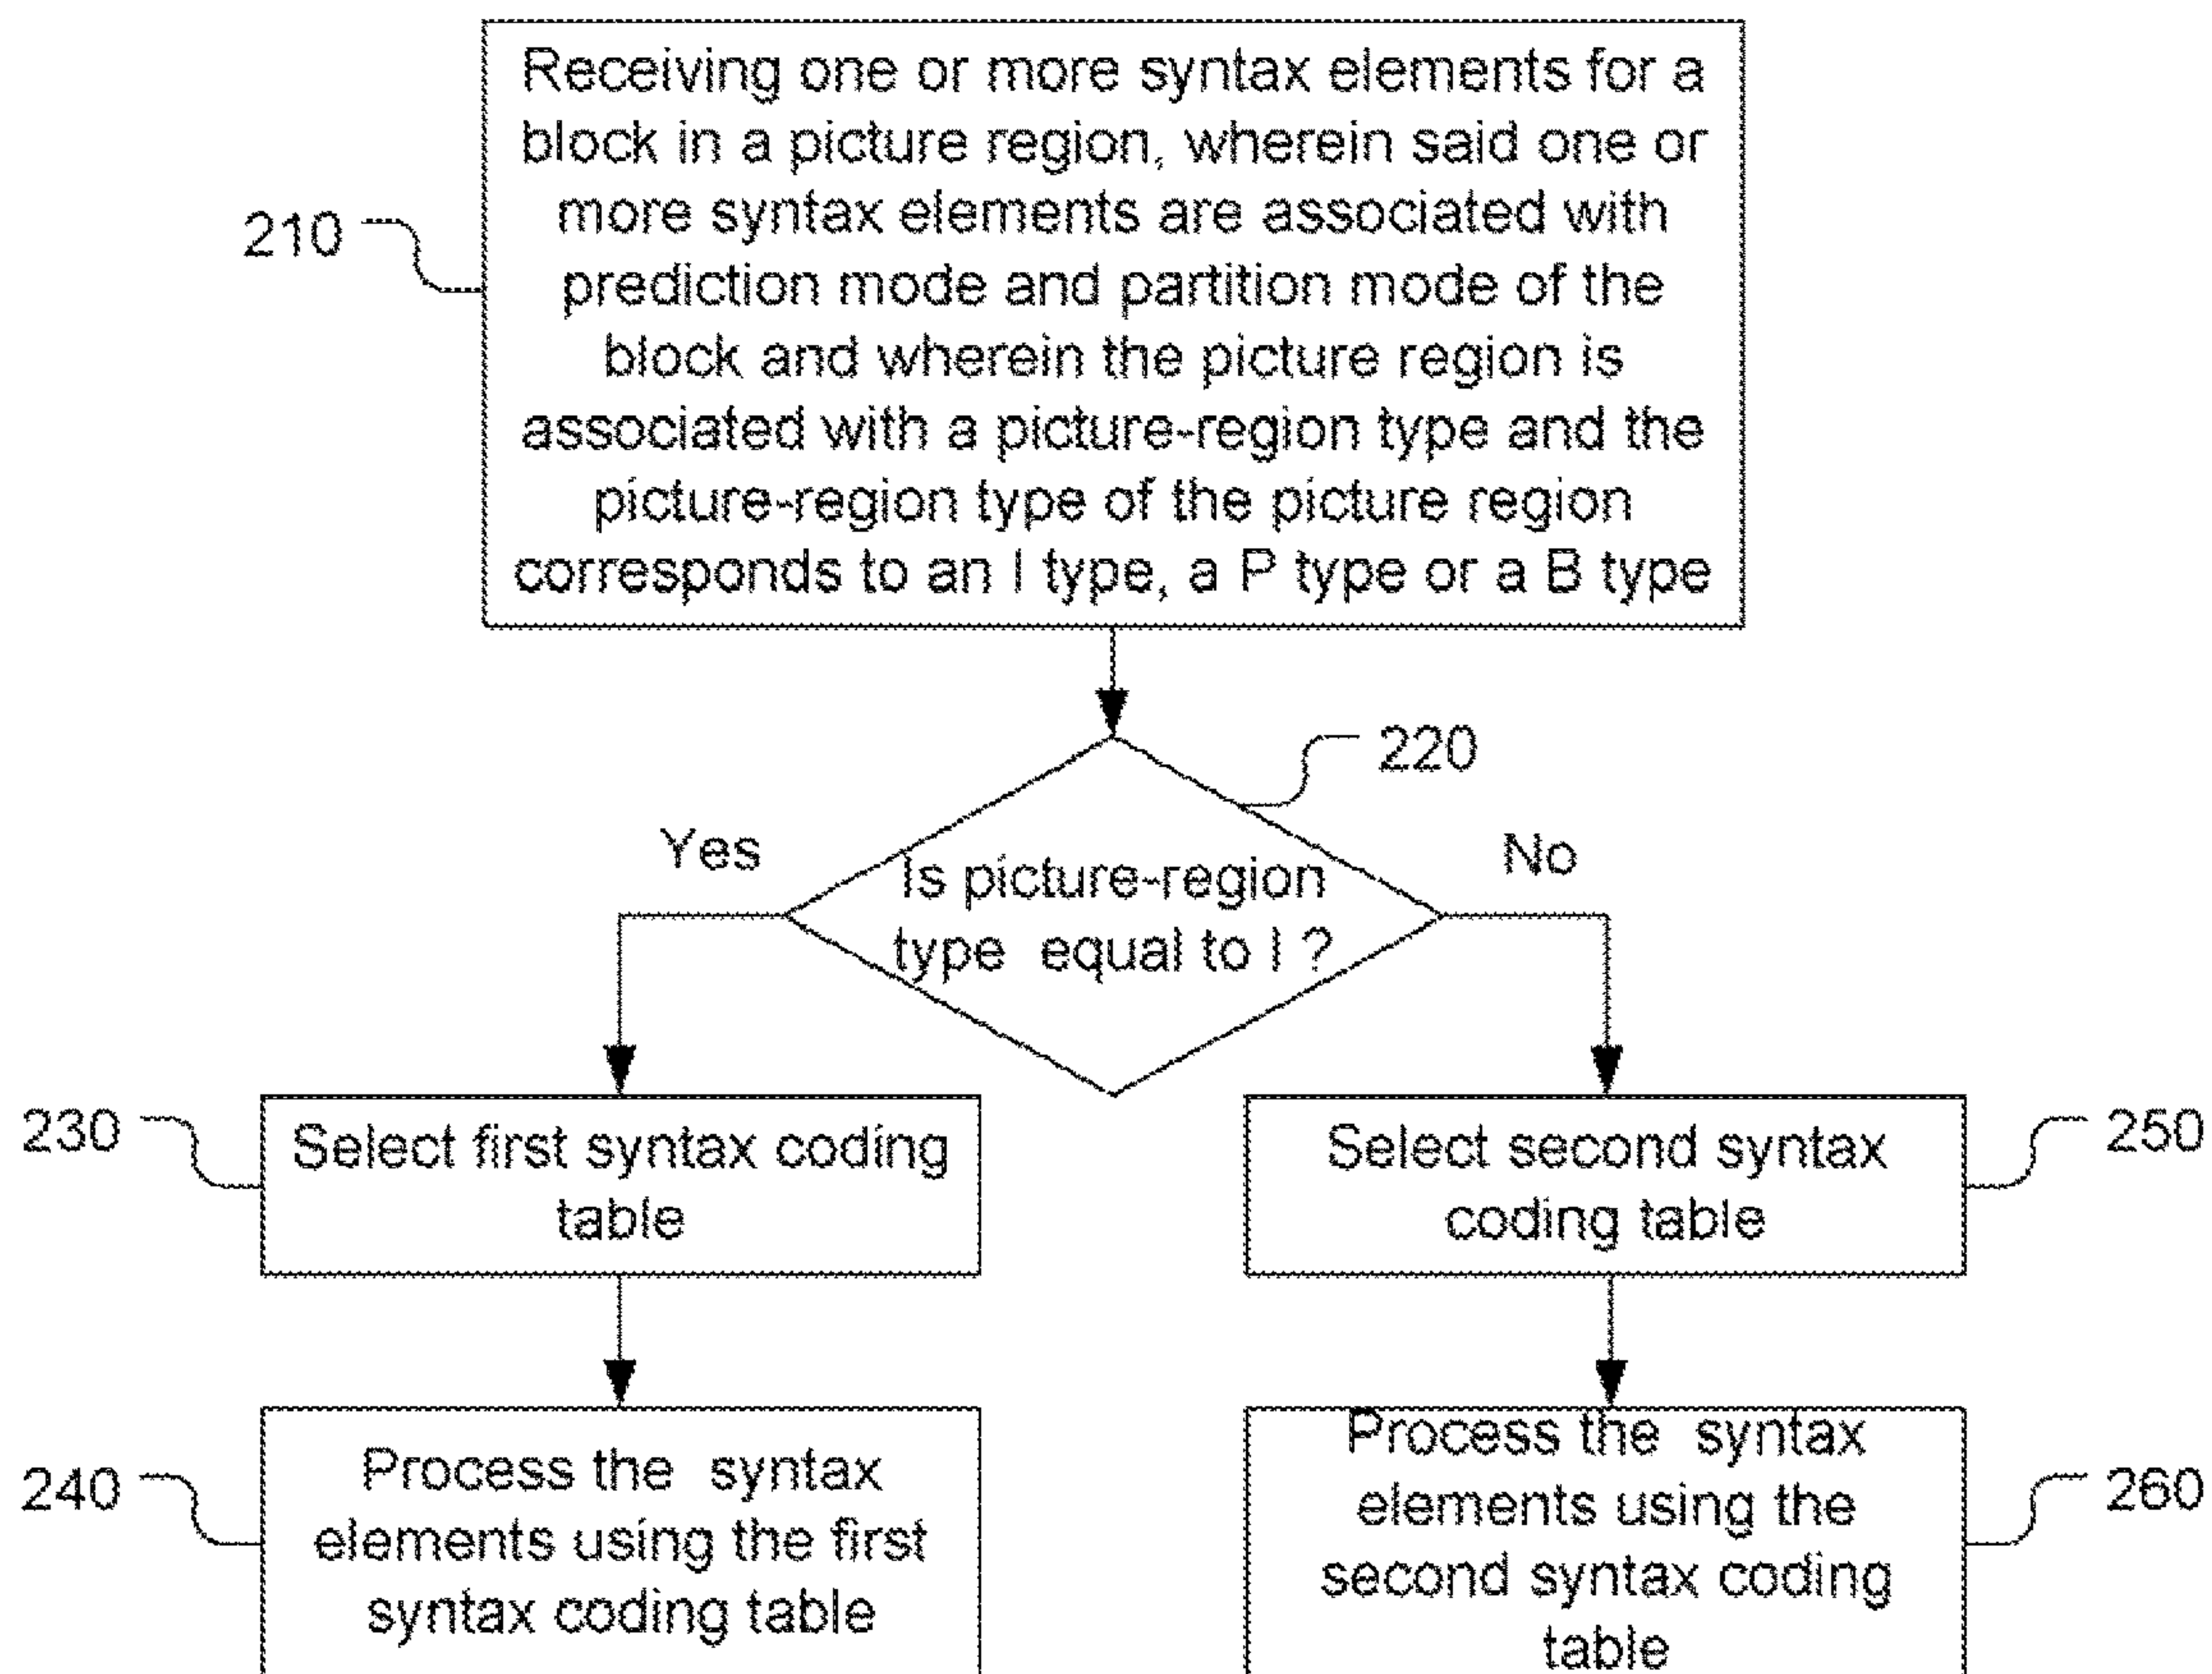 Receiving one or more syntax elements for a
block in a picture region, wherein said one or
more syntax elements are associated with
prediction mode and partition mode of the
block and wherein the picture region is
associated with a picture-region type and the
picture-region type of the picture region
corresponds to an I type, a P type or a B type
210
220
Yes
No
Is picture-region
type equal to I ?
230
Select first syntax coding
table
Select second syntax
coding table
250
240
Process the syntax
elements using the first
syntax coding table
Process the syntax
elements using the
second syntax coding
table
260